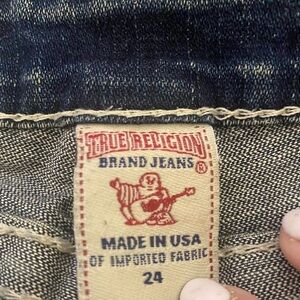 TRUE RELIGION
BRAND JEANS ®
MADE IN USA
OF IMPORTED FABRIC
24